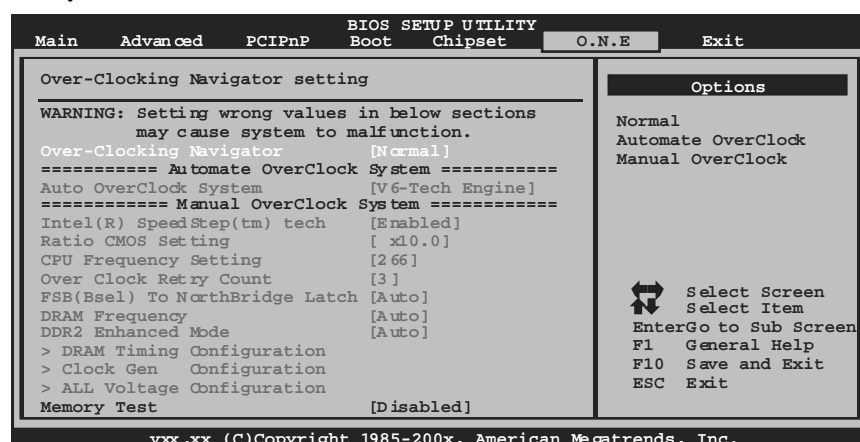 BIOS SETUP UTILITY
Main Advanced PCIPnP Boot Chipset O.N.E Exit
Over-Clocking Navigator setting
WARNING: Setting wrong values in below sections
may cause system to malfunction.
Over-Clocking Navigator [Normal]
=========== Automate OverClock System ===========
Auto OverClock System [V6-Tech Engine]
============ Manual OverClock System ============
Intel(R) SpeedStep(tm) tech [Enabled]
Ratio CMOS Setting [ x10.0]
CPU Frequency Setting [266]
Over Clock Retry Count [3]
FSB(Bsel) To NorthBridge Latch [Auto]
DRAM Frequency [Auto]
DDR2 Enhanced Mode [Auto]
> DRAM Timing Configuration
> Clock Gen Configuration
> ALL Voltage Configuration
Memory Test [Disabled]
Options
Normal
Automate OverClock
Manual OverClock
Select Screen
Select Item
EnterGo to Sub Screen
F1 General Help
F10 Save and Exit
ESC Exit
vxx.xx (C)Copyright 1985-200x, American Megatrends, Inc.